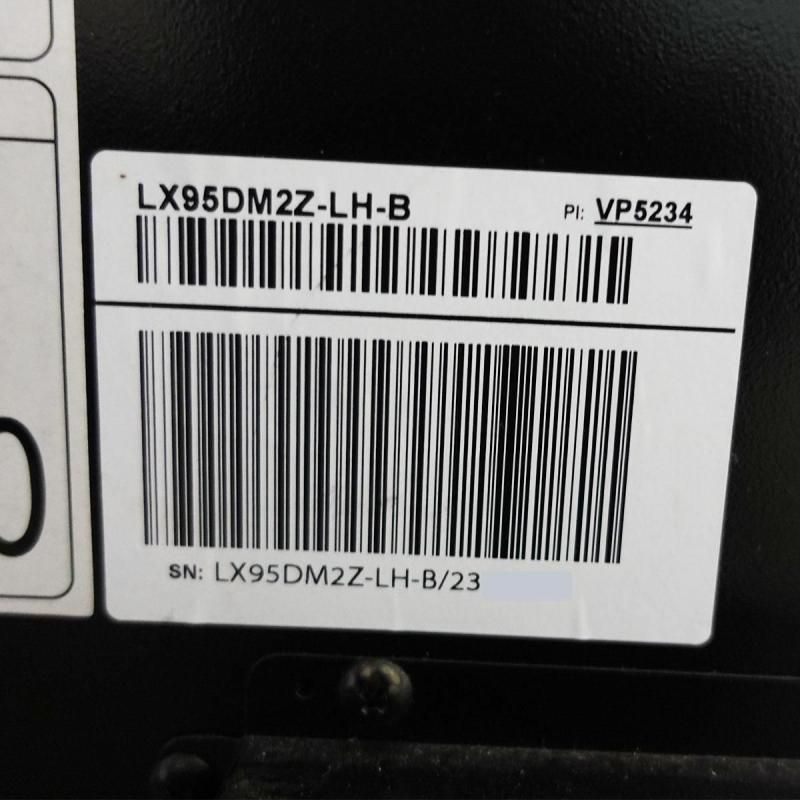 LX95DM2Z-LH-B PI: VP5234
SN: LX95DM2Z-LH-B/23